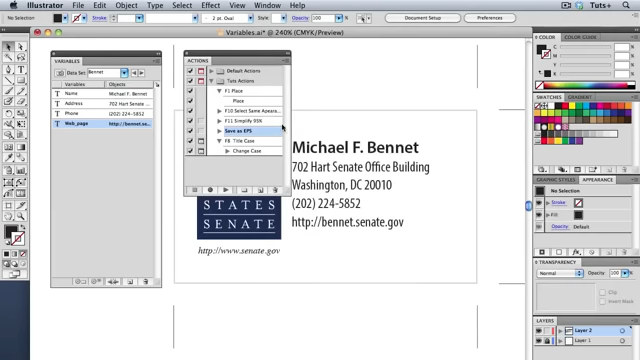 Illustrator File Edit Object Type Select Effect View Window Help Tuts+
No Selection Stroke: 2 pt. Oval Style: Opacity: 100 Document Setup Preferences
Variables.ai* @ 240% (CMYK/Preview)
VARIABLES
Data Set: Bennet
Variables Objects
Name Michael F. Bennet
Address 702 Hart Senat...
Phone (202) 224-5852
Web_page http://bennet.se...
ACTIONS
Default Actions
Tuts Actions
F1 Place
Place
F10 Select Same Apeara...
F11 Simplify 95%
Save as EPS
F8 Title Case
Change Case
Michael F. Bennet
702 Hart Senate Office Building
Washington, DC 20010
(202) 224-5852
http://bennet.senate.gov
STATES
SENATE
http://www.senate.gov
COLOR COLOR GUIDE
C
M
Y
K
SWATCHES
GRAPHIC STYLES APPEARANCE
No Selection
Stroke:
Fill:
Opacity: Default
TRANSPARENCY
Normal Opacity: 100
Clip
Invert Mask
LAYERS
Layer 2
Layer 1